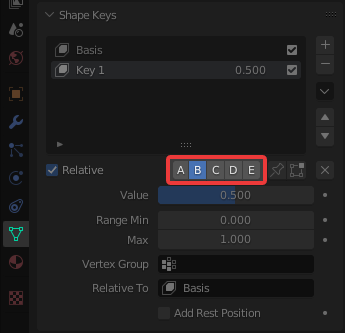 Shape Keys
Basis
Key 1 0.500
Relative A B C D E
Value 0.500
Range Min 0.000
Max 1.000
Vertex Group
Relative To Basis
Add Rest Position